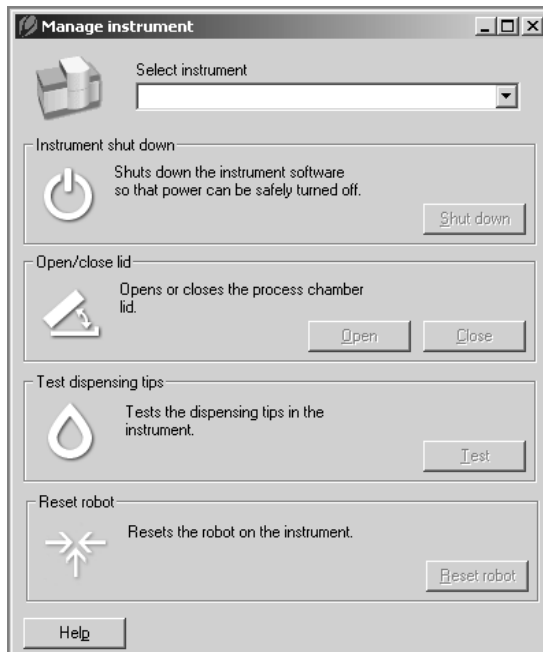 Manage instrument
Select instrument
Instrument shut down
Shuts down the instrument software
so that power can be safely turned off.
Shut down
Open/close lid
Opens or closes the process chamber
lid.
Open
Close
Test dispensing tips
Tests the dispensing tips in the
instrument.
Test
Reset robot
Resets the robot on the instrument.
Reset robot
Help